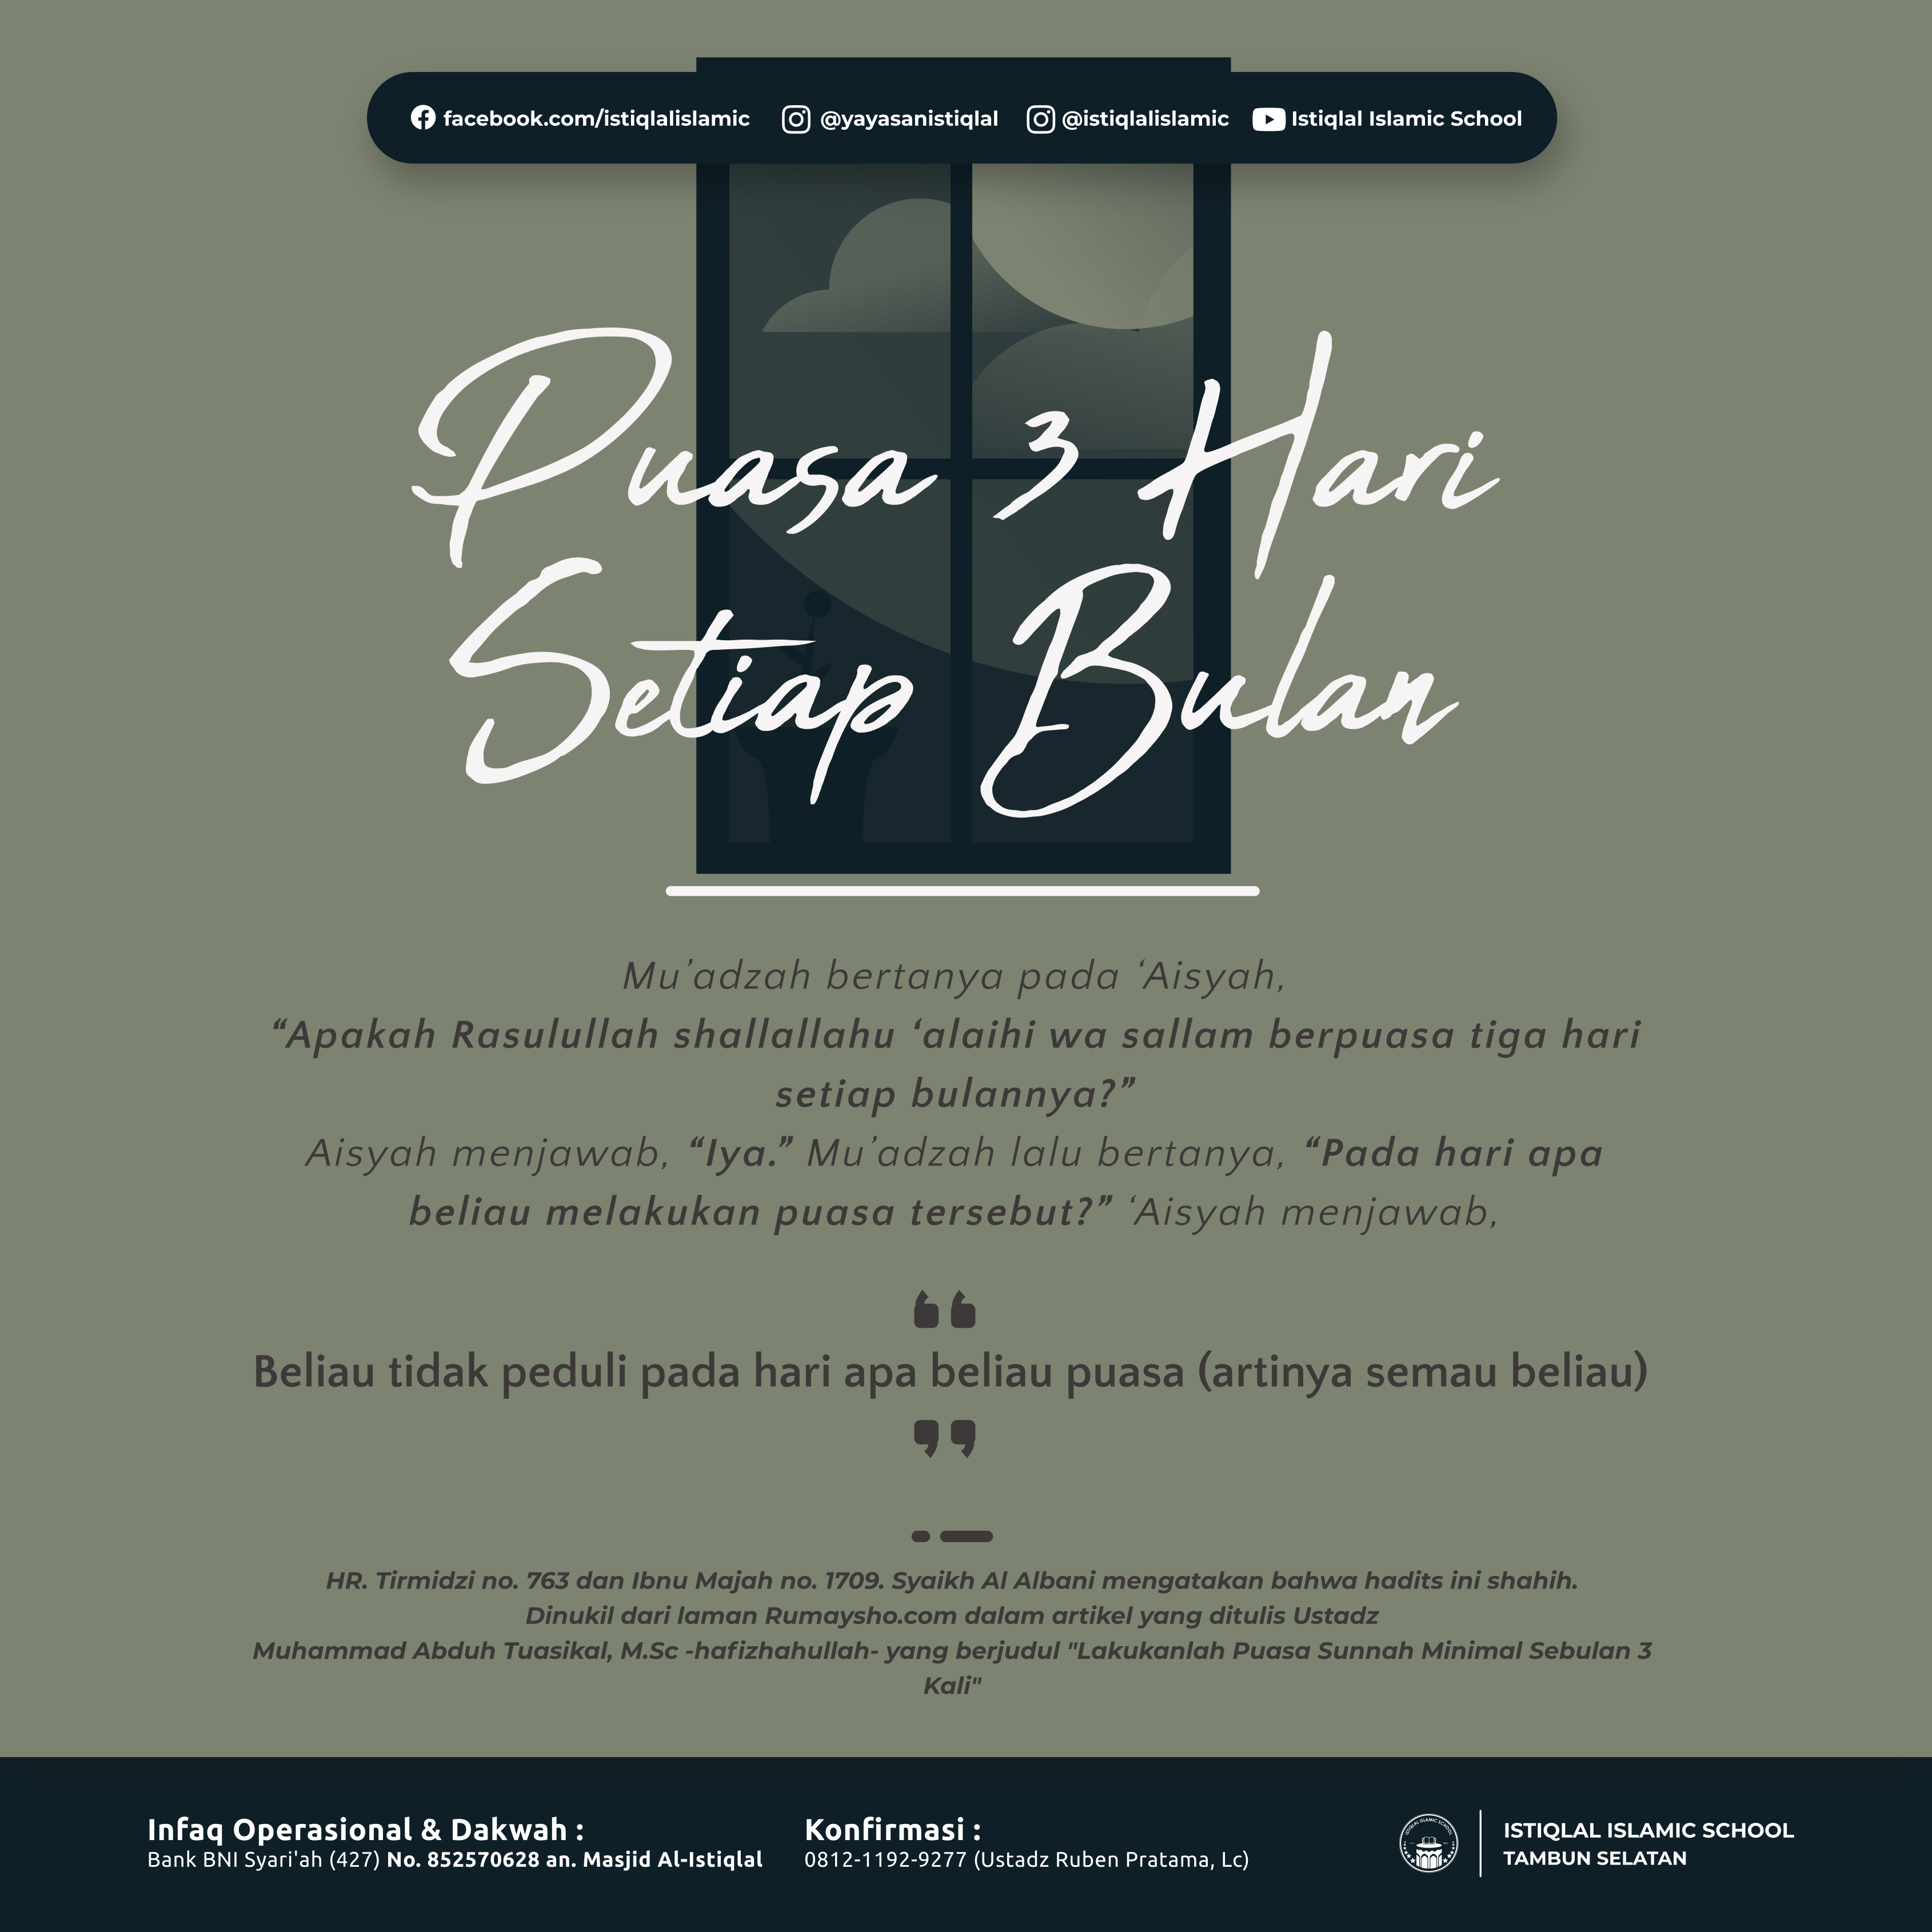 facebook.com/istiqlalislamic @yayasanistiqlal @istiqlalislamic Istiqlal Islamic School
Puasa 3 Hari
Setiap Bulan
Mu’adzah bertanya pada ‘Aisyah,
“Apakah Rasulullah shallallahu ‘alaihi wa sallam berpuasa tiga hari
setiap bulannya?”
Aisyah menjawab, “Iya.” Mu’adzah lalu bertanya, “Pada hari apa
beliau melakukan puasa tersebut?” ‘Aisyah menjawab,
“
Beliau tidak peduli pada hari apa beliau puasa (artinya semau beliau)
”
HR. Tirmidzi no. 763 dan Ibnu Majah no. 1709. Syaikh Al Albani mengatakan bahwa hadits ini shahih.
Dinukil dari laman Rumaysho.com dalam artikel yang ditulis Ustadz
Muhammad Abduh Tuasikal, M.Sc -hafizhahullah- yang berjudul "Lakukanlah Puasa Sunnah Minimal Sebulan 3
Kali"
Infaq Operasional & Dakwah :
Bank BNI Syari'ah (427) No. 852570628 an. Masjid Al-Istiqlal
Konfirmasi :
0812-1192-9277 (Ustadz Ruben Pratama, Lc)
ISTIQLAL ISLAMIC SCHOOL
ISTIQLAL ISLAMIC SCHOOL
TAMBUN SELATAN